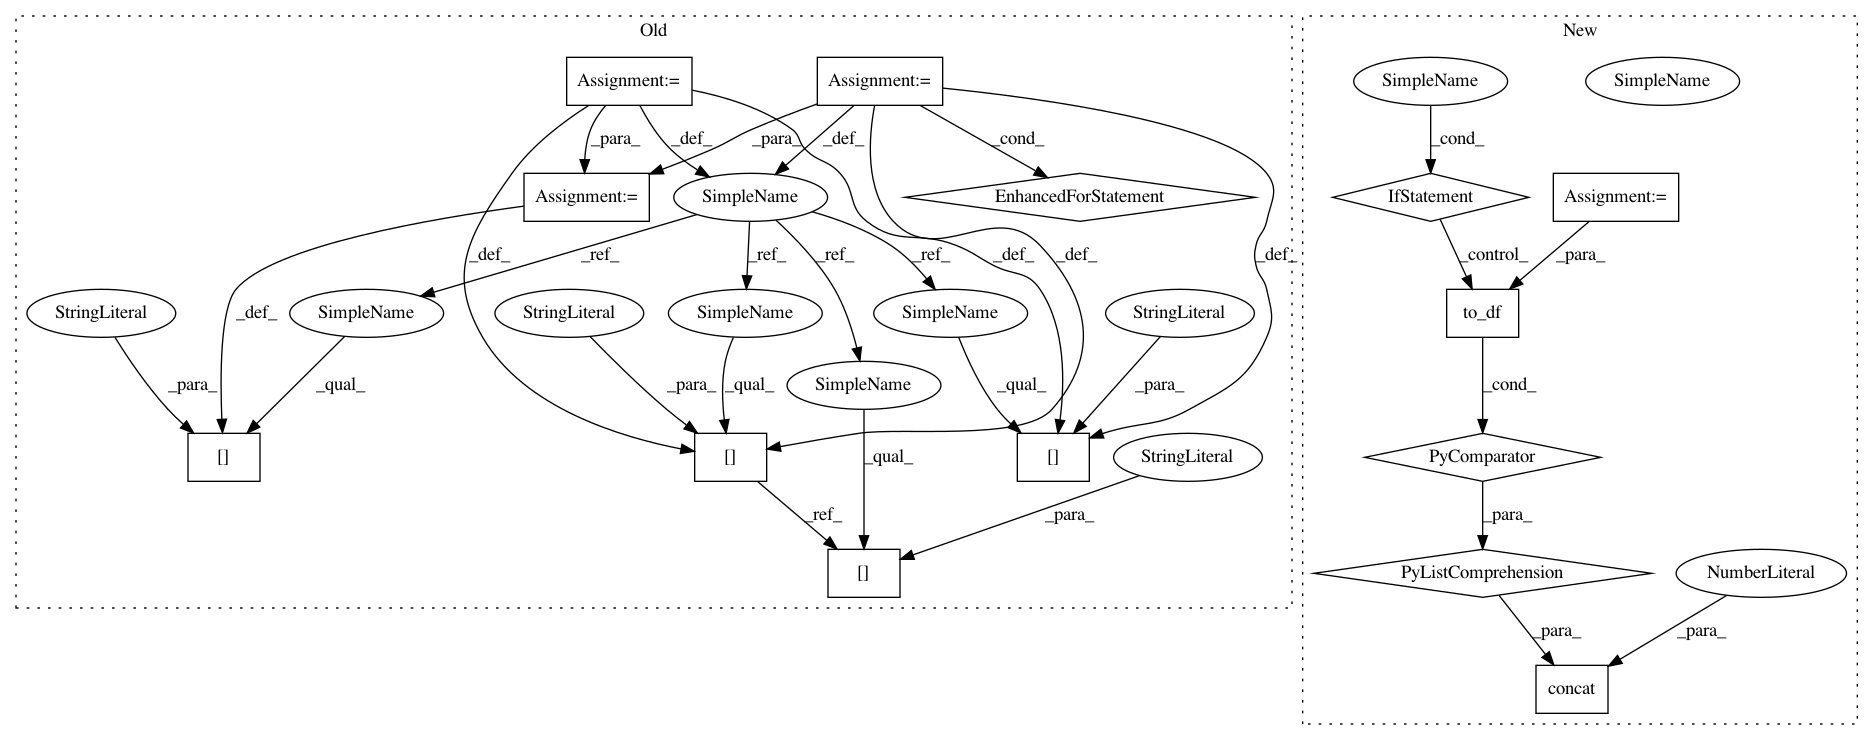 Old
New
Assignment:=
Assignment:=
SimpleName
SimpleName
_cond_
_para_
_def_
_para_
_def_
_cond_
Assignment:=
SimpleName
EnhancedForStatement
IfStatement
Assignment:=
_def_
_ref_
_ref_
_ref_
_ref_
_def_
_def_
_def_
_control_
_para_
StringLiteral
_def_
SimpleName
StringLiteral
SimpleName
SimpleName
StringLiteral
to_df
_para_
_qual_
_para_
_qual_
SimpleName
_qual_
_para_
_cond_
[]
[]
_qual_
[]
StringLiteral
PyComparator
_ref_
_para_
_para_
[]
PyListComprehension
NumberLiteral
_para_
_para_
concat